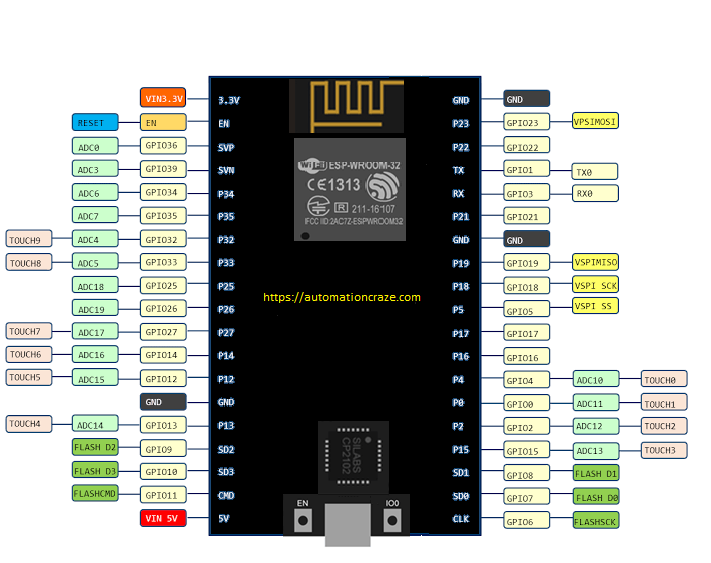 VIN3.3V 3.3V GND GND
RESET EN EN P23 GPIO23 VPSIMOSI
ADC0 GPIO36 SVP P22 GPIO22
ADC3 GPIO39 SVN TX GPIO1 TX0
ADC6 GPIO34 P34 RX GPIO3 RX0
ADC7 GPIO35 P35 P21 GPIO21
TOUCH9 ADC4 GPIO32 P32 GND GND
TOUCH8 ADC5 GPIO33 P33 P19 GPIO19 VSPIMISO
ADC18 GPIO25 P25 P18 GPIO18 VSPI SCK
ADC19 GPIO26 P26 P5 GPIO5 VSPI SS
TOUCH7 ADC17 GPIO27 P27 P17 GPIO17
TOUCH6 ADC16 GPIO14 P14 P16 GPIO16
TOUCH5 ADC15 GPIO12 P12 P4 GPIO4 ADC10 TOUCH0
GND GND P0 GPIO0 ADC11 TOUCH1
TOUCH4 ADC14 GPIO13 P13 P2 GPIO2 ADC12 TOUCH2
FLASH D2 GPIO9 SD2 P15 GPIO15 ADC13 TOUCH3
FLASH D3 GPIO10 SD3 SD1 GPIO8 FLASH D1
FLASHCMD GPIO11 CMD SD0 GPIO7 FLASH D0
VIN 5V 5V CLK GPIO6 FLASHSCK
WiFi ESP-WROOM-32
CE1313
R 211-16107
FCC ID:2AC7Z-ESPWROOM32
https://automationcraze.com
SILABS
CP2102
EN IO0